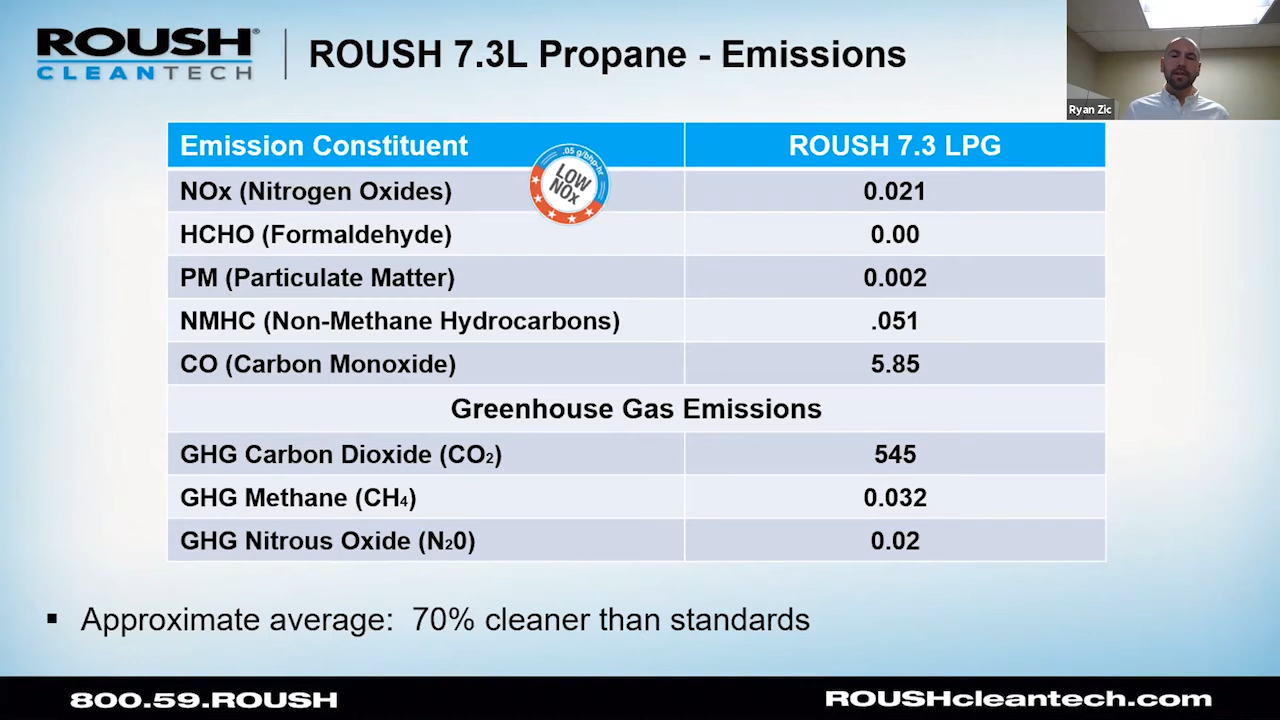 ROUSH®
CLEANTECH
ROUSH 7.3L Propane - Emissions
Ryan Zic
Emission Constituent ROUSH 7.3 LPG
.05 g/bhp-hr
LOW
NOx
NOx (Nitrogen Oxides) 0.021
HCHO (Formaldehyde) 0.00
PM (Particulate Matter) 0.002
NMHC (Non-Methane Hydrocarbons) .051
CO (Carbon Monoxide) 5.85
Greenhouse Gas Emissions
GHG Carbon Dioxide (CO₂) 545
GHG Methane (CH₄) 0.032
GHG Nitrous Oxide (N₂0) 0.02
▪ Approximate average: 70% cleaner than standards
800.59.ROUSH ROUSHcleantech.com